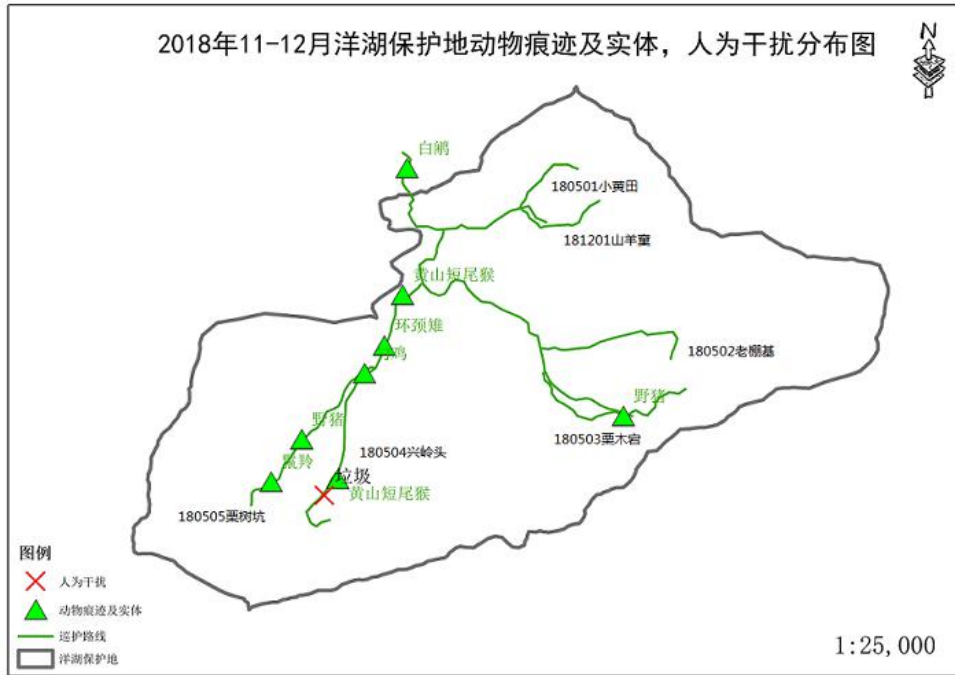 2018年11-12月洋湖保护地动物痕迹及实体，人为干扰分布图
N
白鹇
180501小黄田
181201山羊窠
黄山短尾猴
环颈雉
180502老棚基
野猪
野猪
180503栗木宕
180504兴岭头
垃圾
黄山短尾猴
180505栗树坑
图例
人为干扰
动物痕迹及实体
巡护路线
洋湖保护地
1:25,000